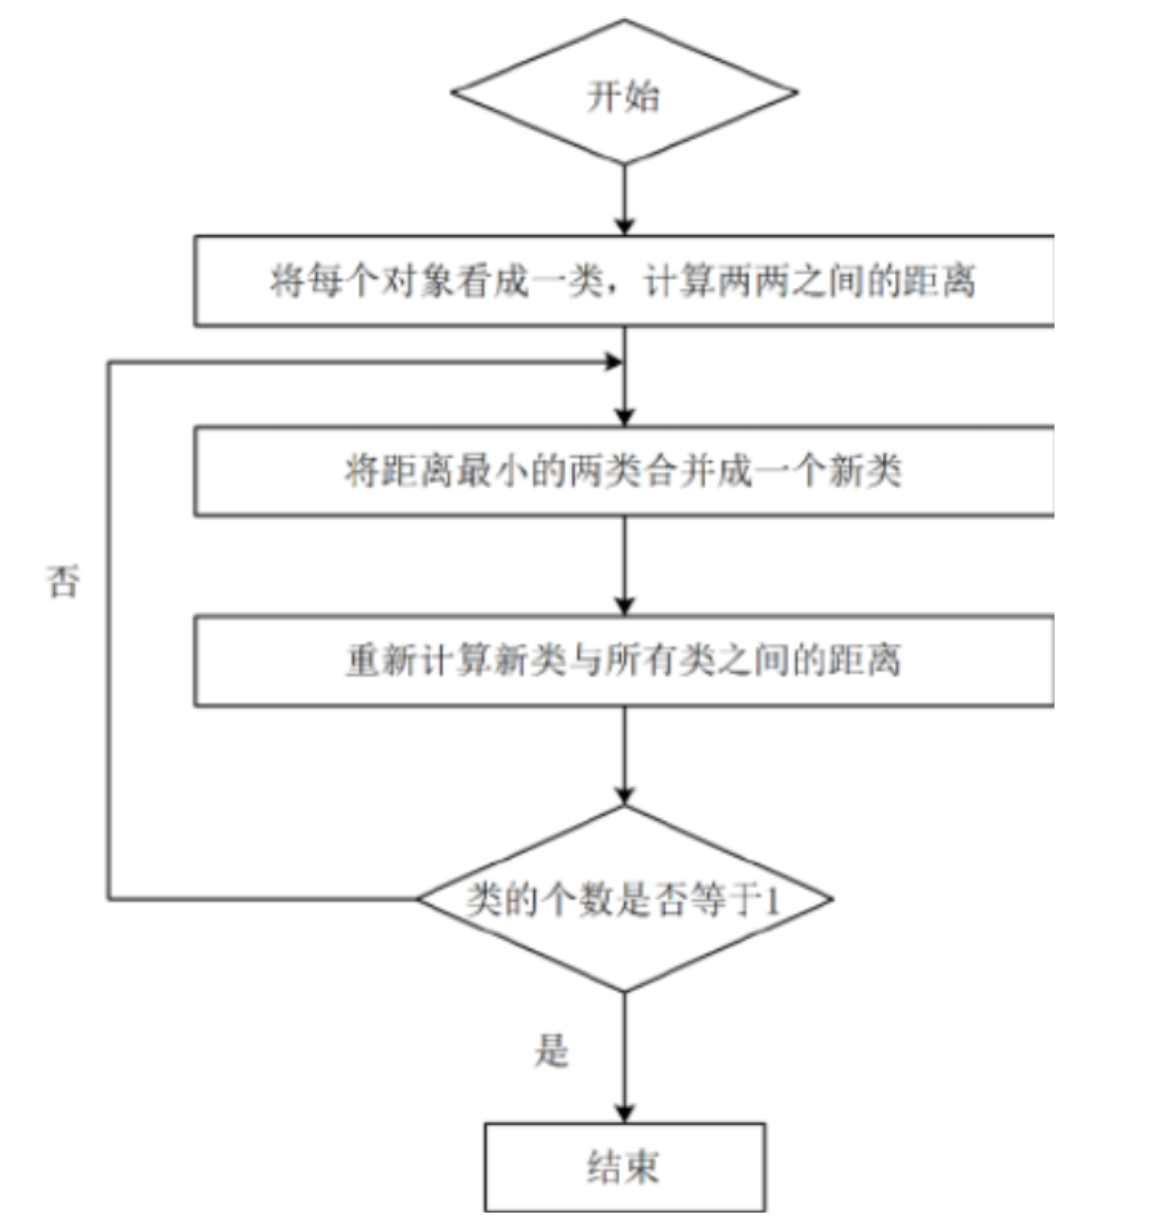 开始
将每个对象看成一类，计算两两之间的距离
将距离最小的两类合并成一个新类
否
重新计算新类与所有类之间的距离
类的个数是否等于1
是
结束